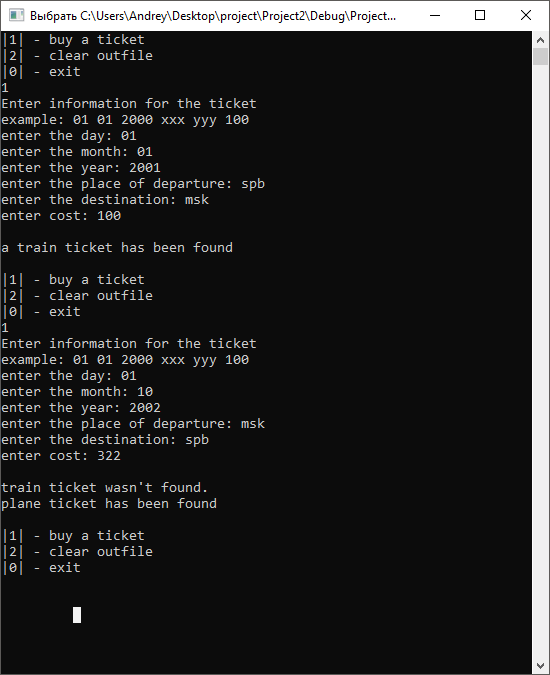 Выбрать C:\Users\Andrey\Desktop\project\Project2\Debug\Project...
|1| - buy a ticket
|2| - clear outfile
|0| - exit
1
Enter information for the ticket
example: 01 01 2000 xxx yyy 100
enter the day: 01
enter the month: 01
enter the year: 2001
enter the place of departure: spb
enter the destination: msk
enter cost: 100
a train ticket has been found
|1| - buy a ticket
|2| - clear outfile
|0| - exit
1
Enter information for the ticket
example: 01 01 2000 xxx yyy 100
enter the day: 01
enter the month: 10
enter the year: 2002
enter the place of departure: msk
enter the destination: spb
enter cost: 322
train ticket wasn't found.
plane ticket has been found
|1| - buy a ticket
|2| - clear outfile
|0| - exit